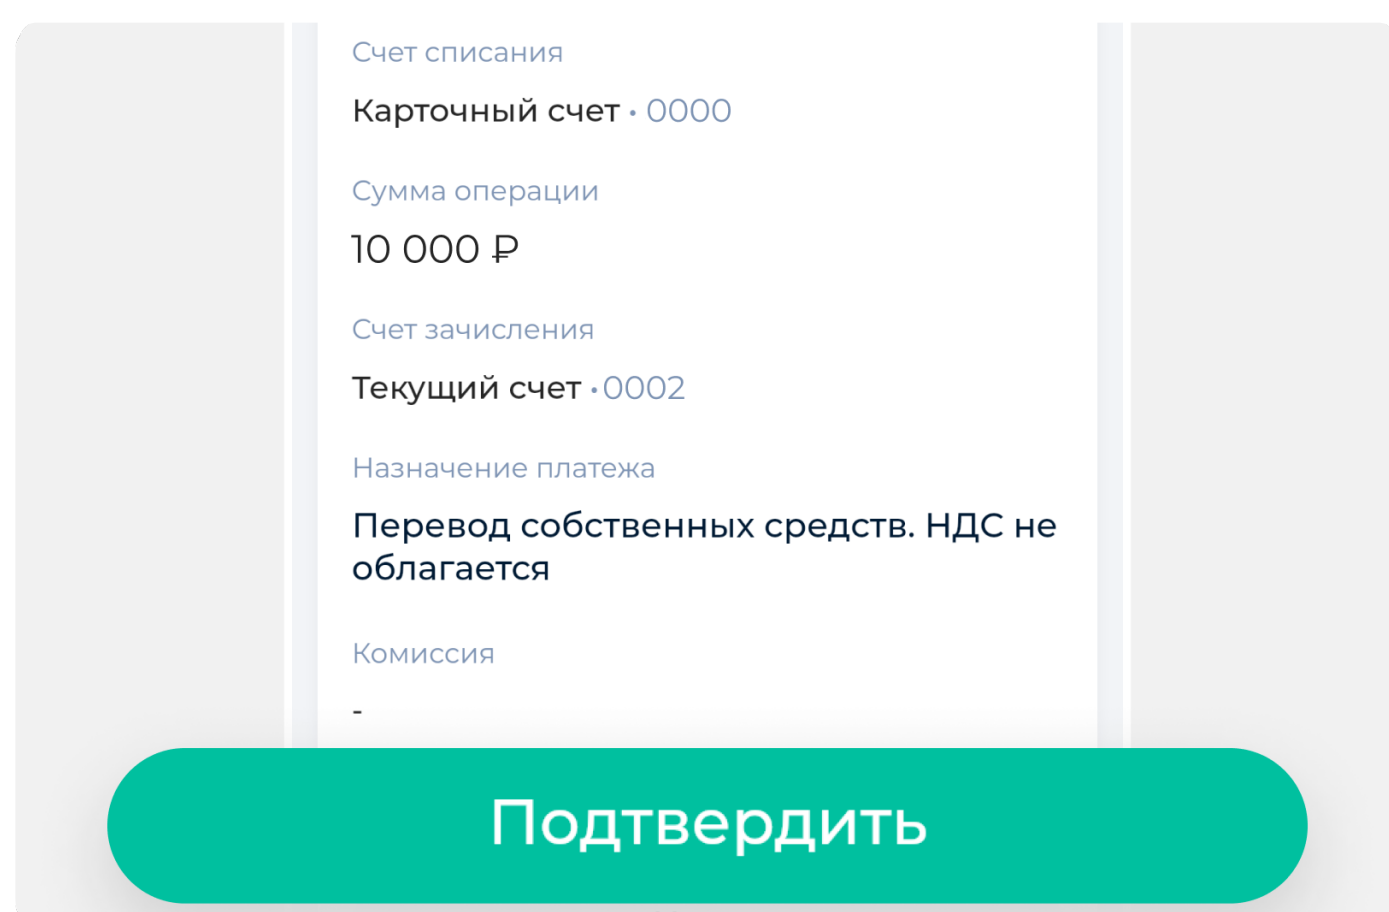 Счет списания
Карточный счет • 0000
Сумма операции
10 000 ₽
Счет зачисления
Текущий счет •0002
Назначение платежа
Перевод собственных средств. НДС не
облагается
Комиссия
-
Подтвердить